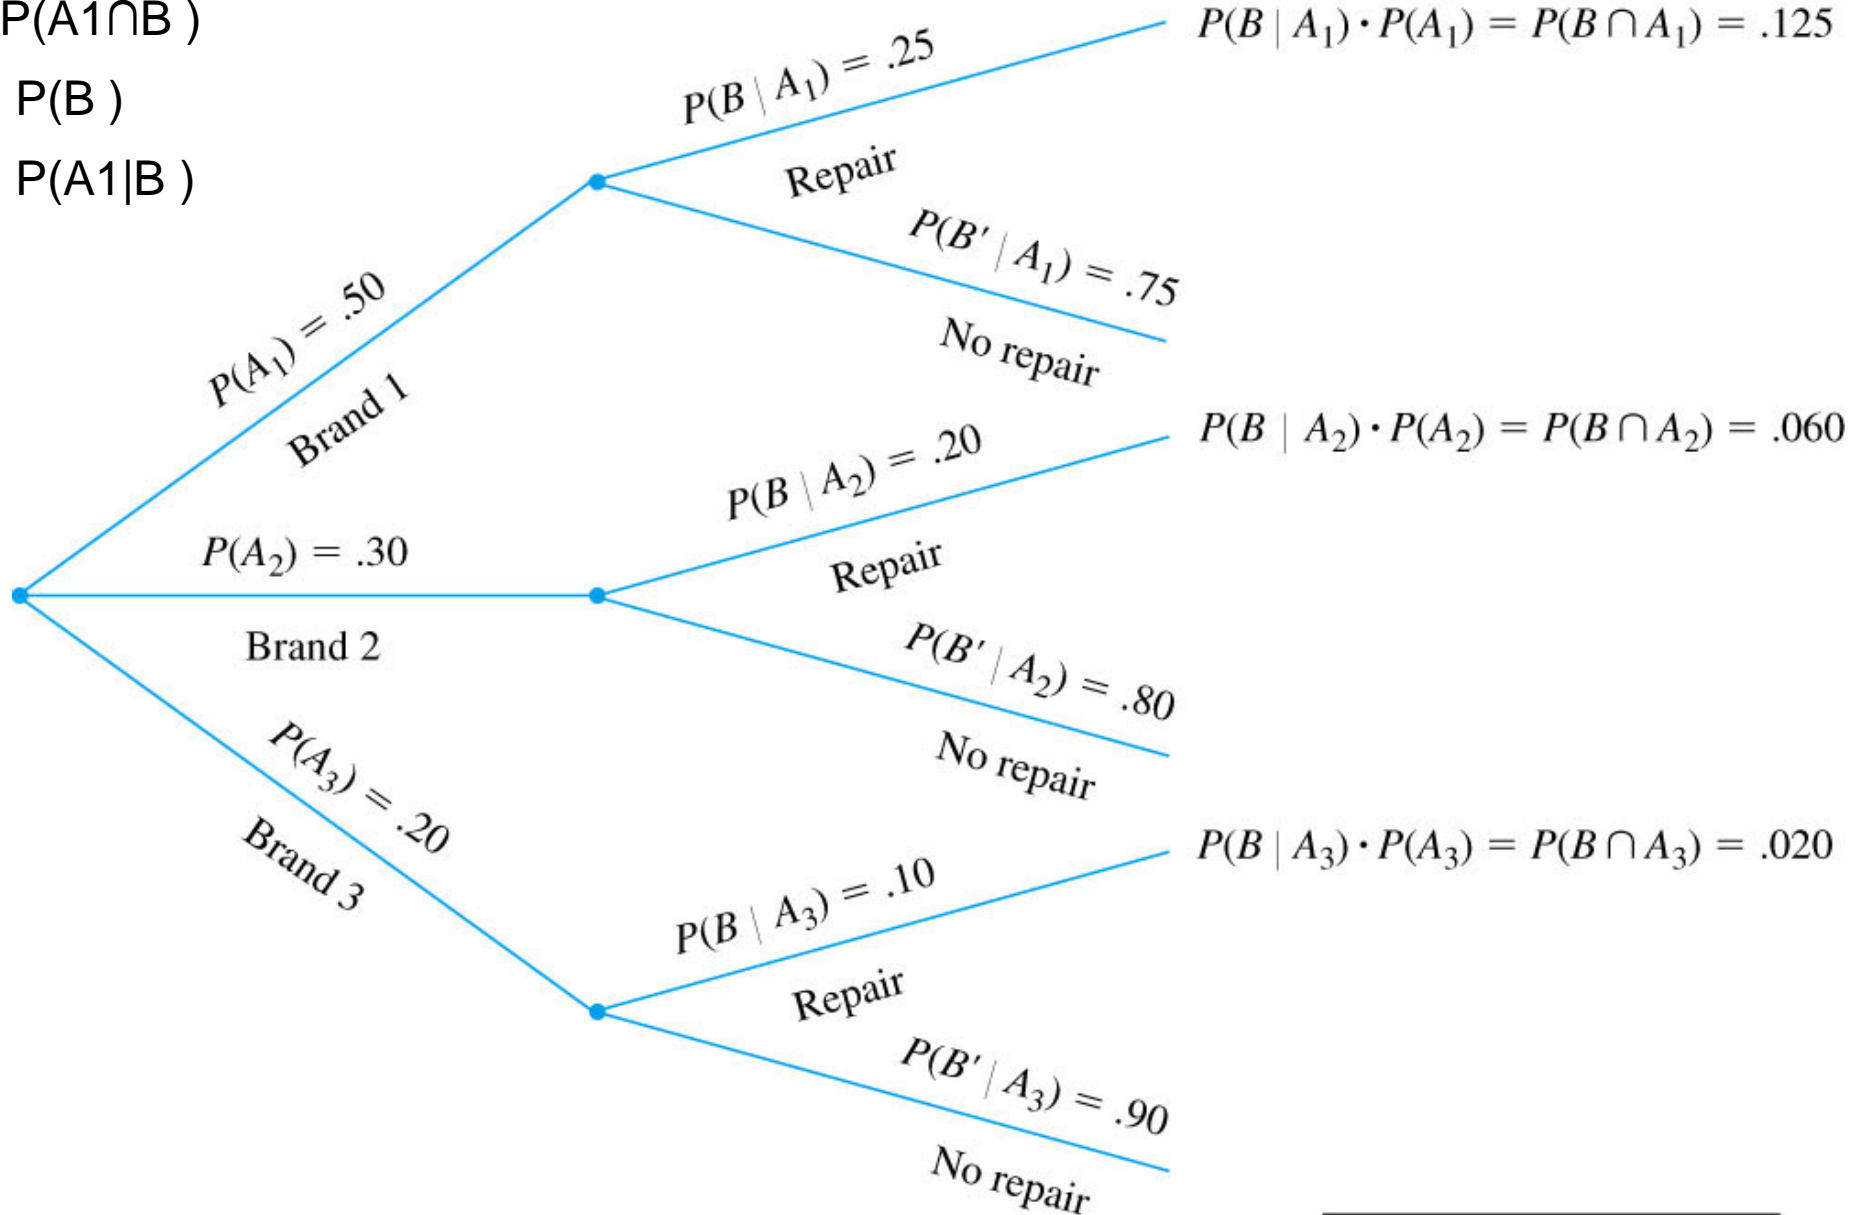 P(A1∩B )
P(B )
P(A1|B )
P(B | A₁) = .25
P(B | A₁) · P(A₁) = P(B ∩ A₁) = .125
Repair
P(B′ | A₁) = .75
No repair
P(A₁) = .50
Brand 1
P(B | A₂) = .20
P(B | A₂) · P(A₂) = P(B ∩ A₂) = .060
Repair
P(A₂) = .30
Brand 2
P(B′ | A₂) = .80
No repair
P(A₃) = .20
Brand 3
P(B | A₃) = .10
P(B | A₃) · P(A₃) = P(B ∩ A₃) = .020
Repair
P(B′ | A₃) = .90
No repair